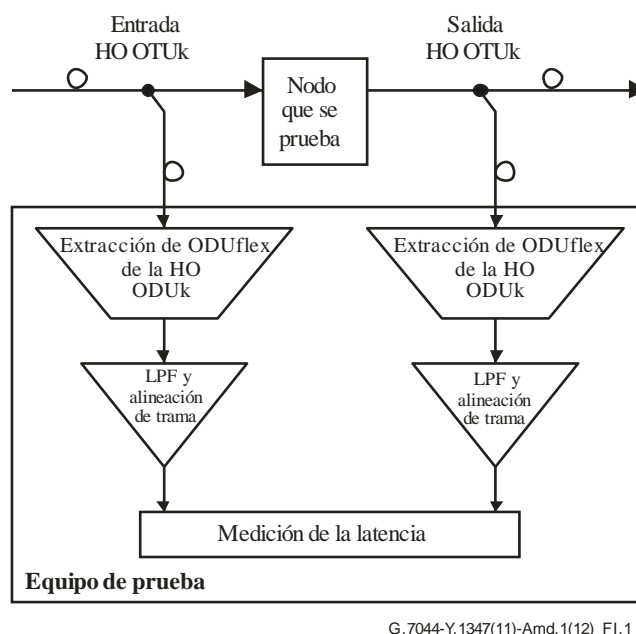 Entrada
HO OTUk
Salida
HO OTUk
Nodo
que se
prueba
Extracción de ODUflex
de la HO
ODUk
Extracción de ODUflex
de la HO
ODUk
LPF y
alineación
de trama
LPF y
alineación
de trama
Medición de la latencia
Equipo de prueba
G.7044-Y.1347(11)-Amd.1(12)_FI.1